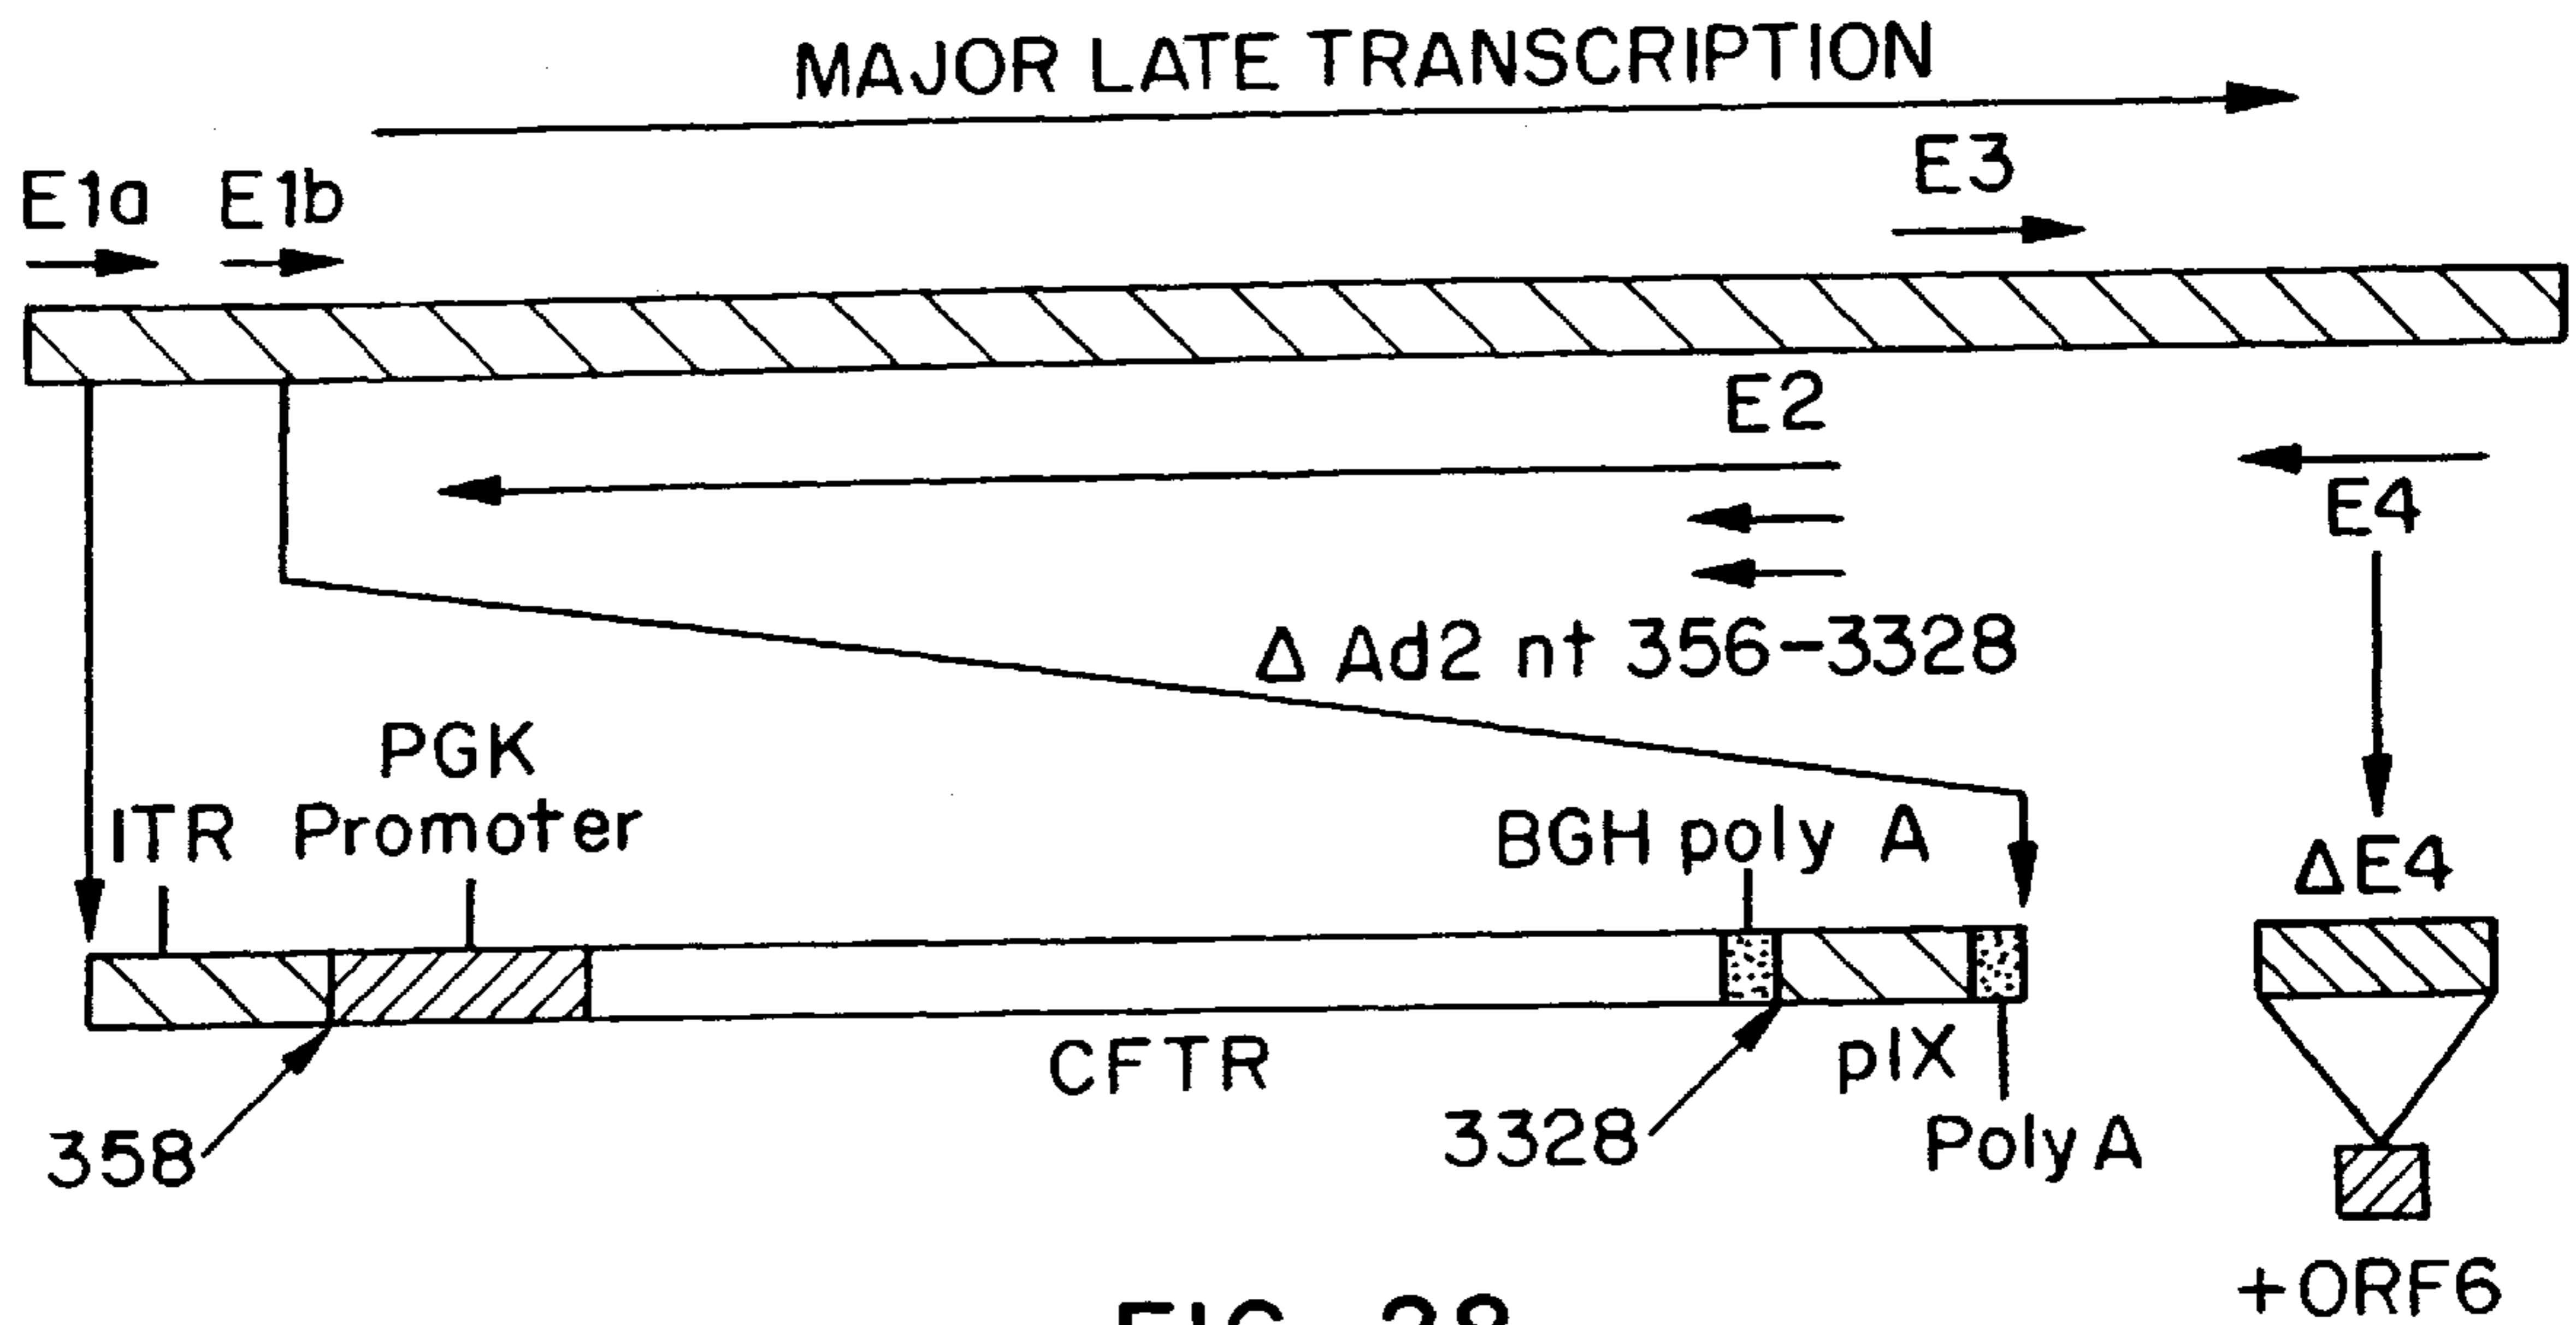 MAJOR LATE TRANSCRIPTION
E1a
E1b
E3
E2
E4
Δ Ad2 nt 356-3328
PGK
ITR Promoter
BGH poly A
ΔE4
CFTR
pIX
358
3328
Poly A
+ORF6